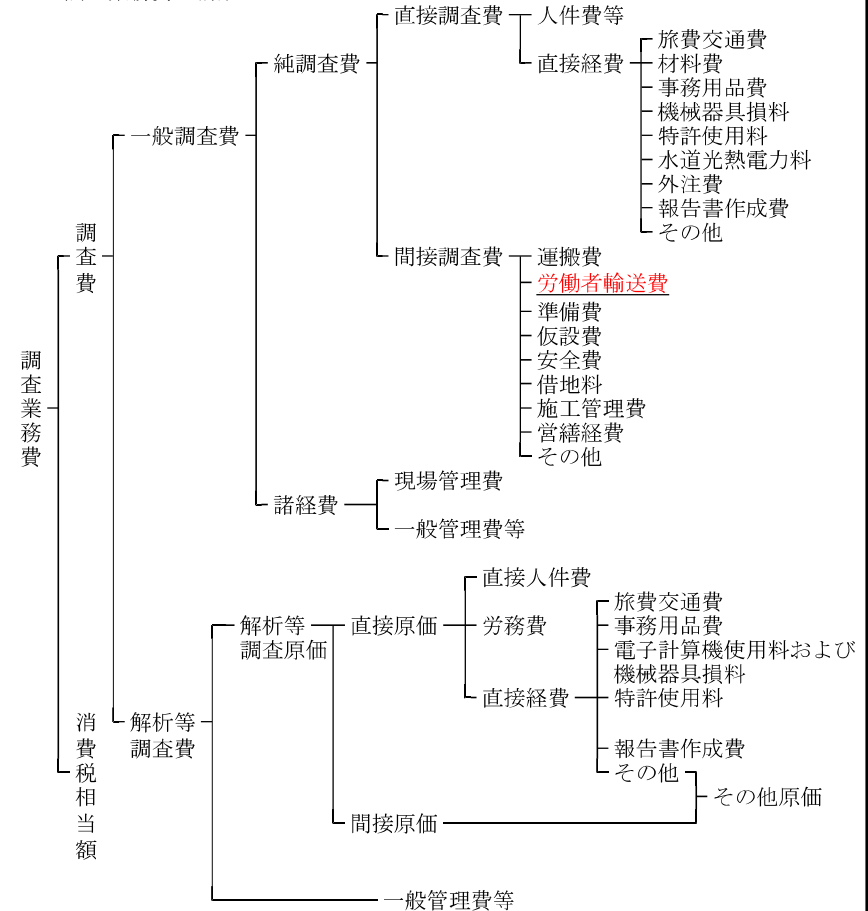 直接調査費
人件費等
旅費交通費
直接経費
材料費
純調査費
事務用品費
機械器具損料
特許使用料
一般調査費
水道光熱電力料
外注費
報告書作成費
その他
調査費
間接調査費
運搬費
労働者輸送費
準備費
仮設費
安全費
借地料
施工管理費
営繕経費
その他
調査業務費
現場管理費
諸経費
一般管理費等
直接人件費
旅費交通費
解析等
調査原価
直接原価
労務費
事務用品費
電子計算機使用料および
機械器具損料
直接経費
特許使用料
解析等
調査費
報告書作成費
その他
消費税相当額
その他原価
間接原価
一般管理費等